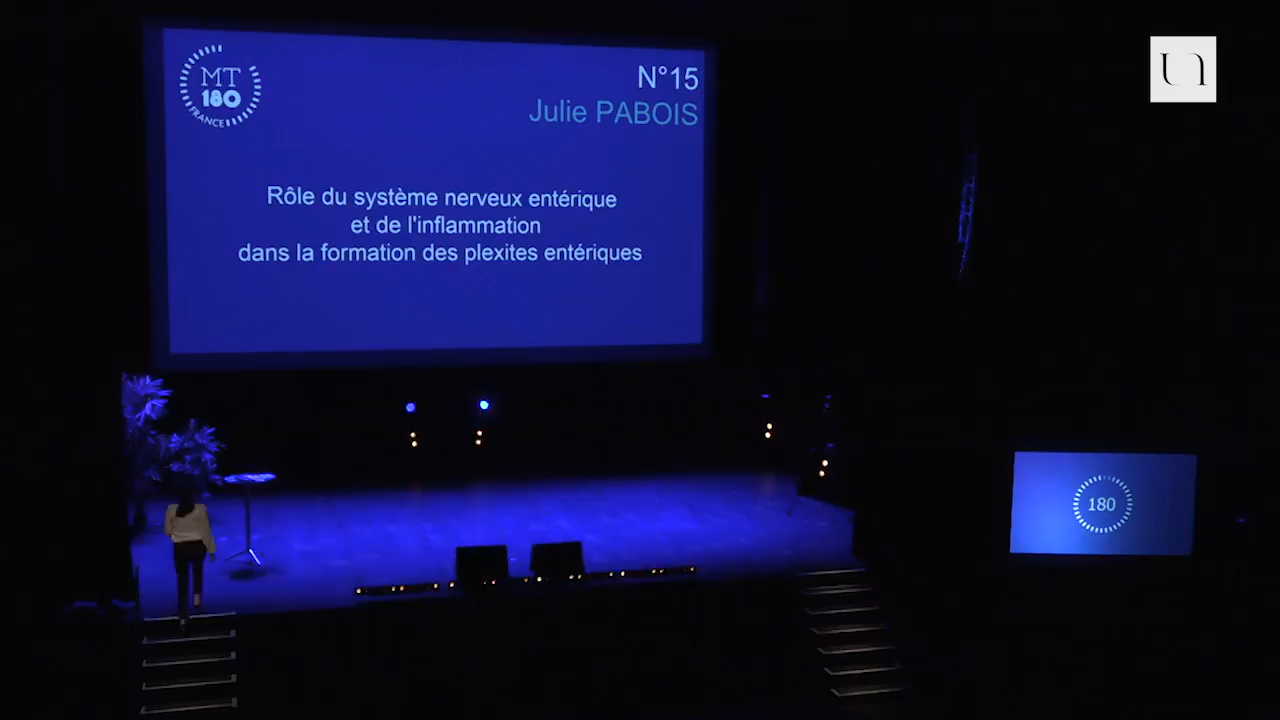 MT
180
FRANCE
N°15
Julie PABOIS
Rôle du système nerveux entérique
et de l'inflammation
dans la formation des plexites entériques
180